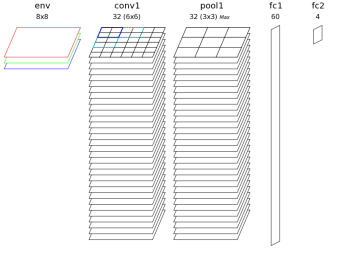 env conv1 pool1 fc1 fc2
8x8 32 (6x6) 32 (3x3) Max 60 4